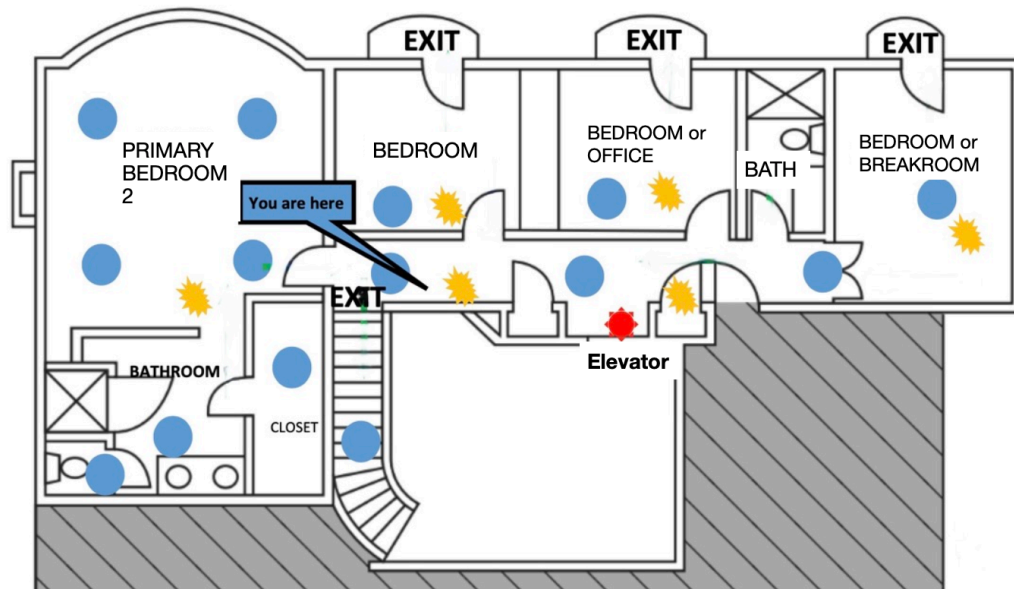 EXIT
EXIT
EXIT
PRIMARY
BEDROOM
2
BEDROOM
BEDROOM or
OFFICE
BATH
BEDROOM or
BREAKROOM
You are here
EXIT
Elevator
BATHROOM
CLOSET